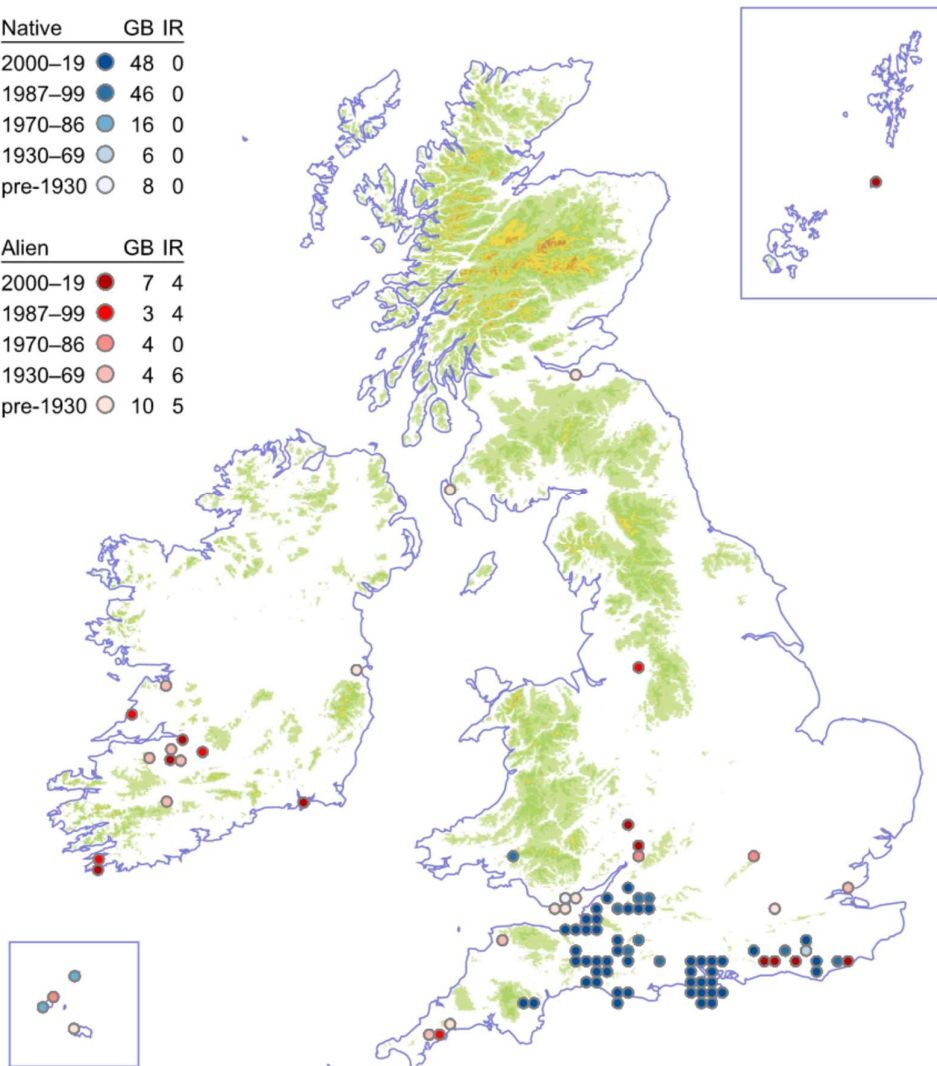 Native GB IR
2000–19 48 0
1987–99 46 0
1970–86 16 0
1930–69 6 0
pre-1930 8 0
Alien GB IR
2000–19 7 4
1987–99 3 4
1970–86 4 0
1930–69 4 6
pre-1930 10 5